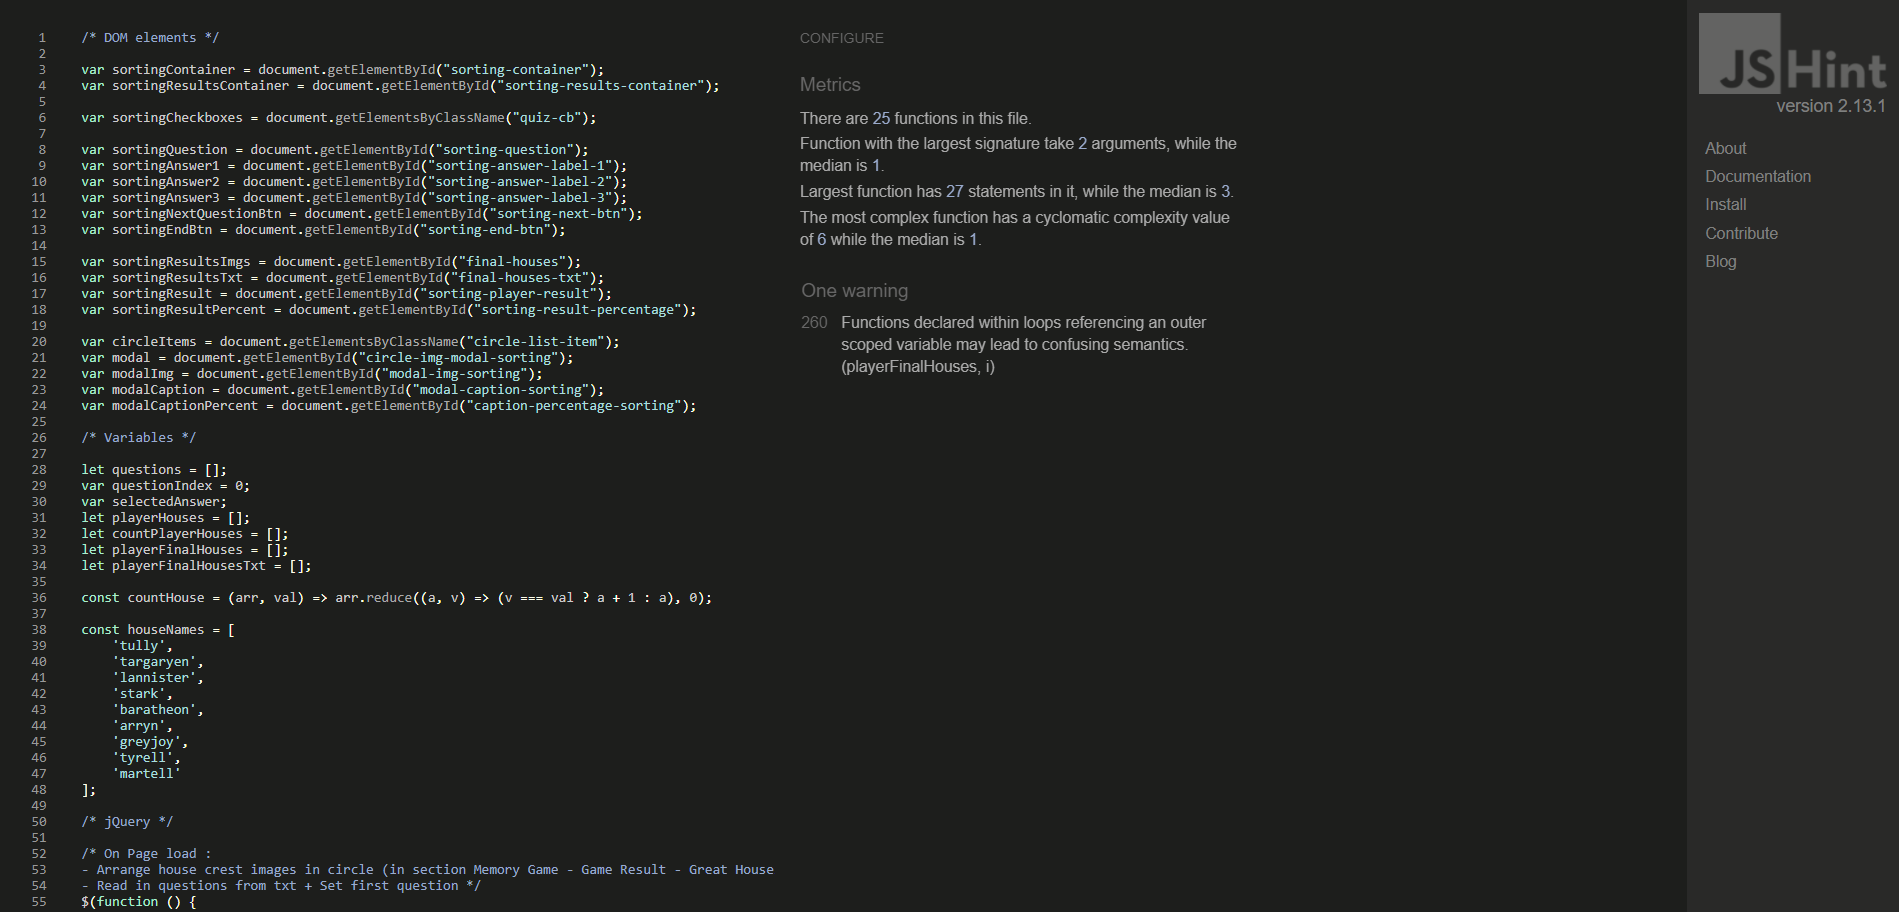 1 /* DOM elements */
2
3 var sortingContainer = document.getElementById("sorting-container");
4 var sortingResultsContainer = document.getElementById("sorting-results-container");
5
6 var sortingCheckboxes = document.getElementsByClassName("quiz-cb");
7
8 var sortingQuestion = document.getElementById("sorting-question");
9 var sortingAnswer1 = document.getElementById("sorting-answer-label-1");
10 var sortingAnswer2 = document.getElementById("sorting-answer-label-2");
11 var sortingAnswer3 = document.getElementById("sorting-answer-label-3");
12 var sortingNextQuestionBtn = document.getElementById("sorting-next-btn");
13 var sortingEndBtn = document.getElementById("sorting-end-btn");
14
15 var sortingResultsImgs = document.getElementById("final-houses");
16 var sortingResultsTxt = document.getElementById("final-houses-txt");
17 var sortingResult = document.getElementById("sorting-player-result");
18 var sortingResultPercent = document.getElementById("sorting-result-percentage");
19
20 var circleItems = document.getElementsByClassName("circle-list-item");
21 var modal = document.getElementById("circle-img-modal-sorting");
22 var modalImg = document.getElementById("modal-img-sorting");
23 var modalCaption = document.getElementById("modal-caption-sorting");
24 var modalCaptionPercent = document.getElementById("caption-percentage-sorting");
25
26 /* Variables */
27
28 let questions = [];
29 var questionIndex = 0;
30 var selectedAnswer;
31 let playerHouses = [];
32 let countPlayerHouses = [];
33 let playerFinalHouses = [];
34 let playerFinalHousesTxt = [];
35
36 const countHouse = (arr, val) => arr.reduce((a, v) => (v === val ? a + 1 : a), 0);
37
38 const houseNames = [
39 'tully',
40 'targaryen',
41 'lannister',
42 'stark',
43 'baratheon',
44 'arryn',
45 'greyjoy',
46 'tyrell',
47 'martell'
48 ];
49
50 /* jQuery */
51
52 /* On Page load :
53 - Arrange house crest images in circle (in section Memory Game - Game Result - Great House
54 - Read in questions from txt + Set first question */
55 $(function () {
CONFIGURE
Metrics
There are 25 functions in this file.
Function with the largest signature take 2 arguments, while the
median is 1.
Largest function has 27 statements in it, while the median is 3.
The most complex function has a cyclomatic complexity value
of 6 while the median is 1.
One warning
260 Functions declared within loops referencing an outer
scoped variable may lead to confusing semantics.
(playerFinalHouses, i)
JSHint
version 2.13.1
About
Documentation
Install
Contribute
Blog